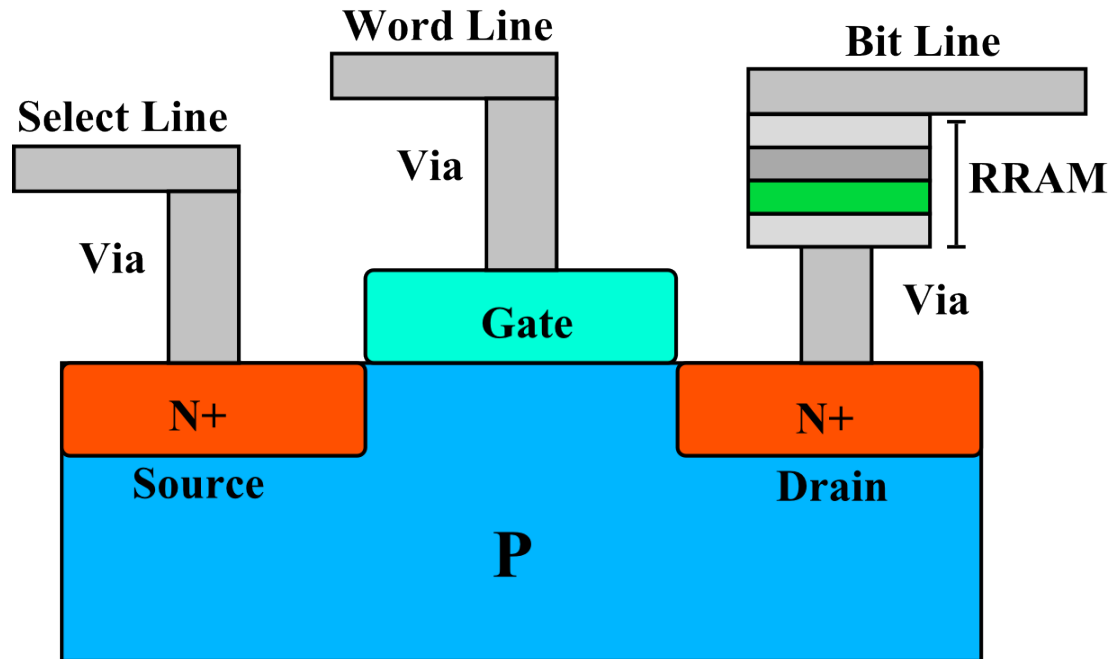 Word Line
Bit Line
Select Line
Via
RRAM
Via
Via
Gate
N+
N+
Source
Drain
P